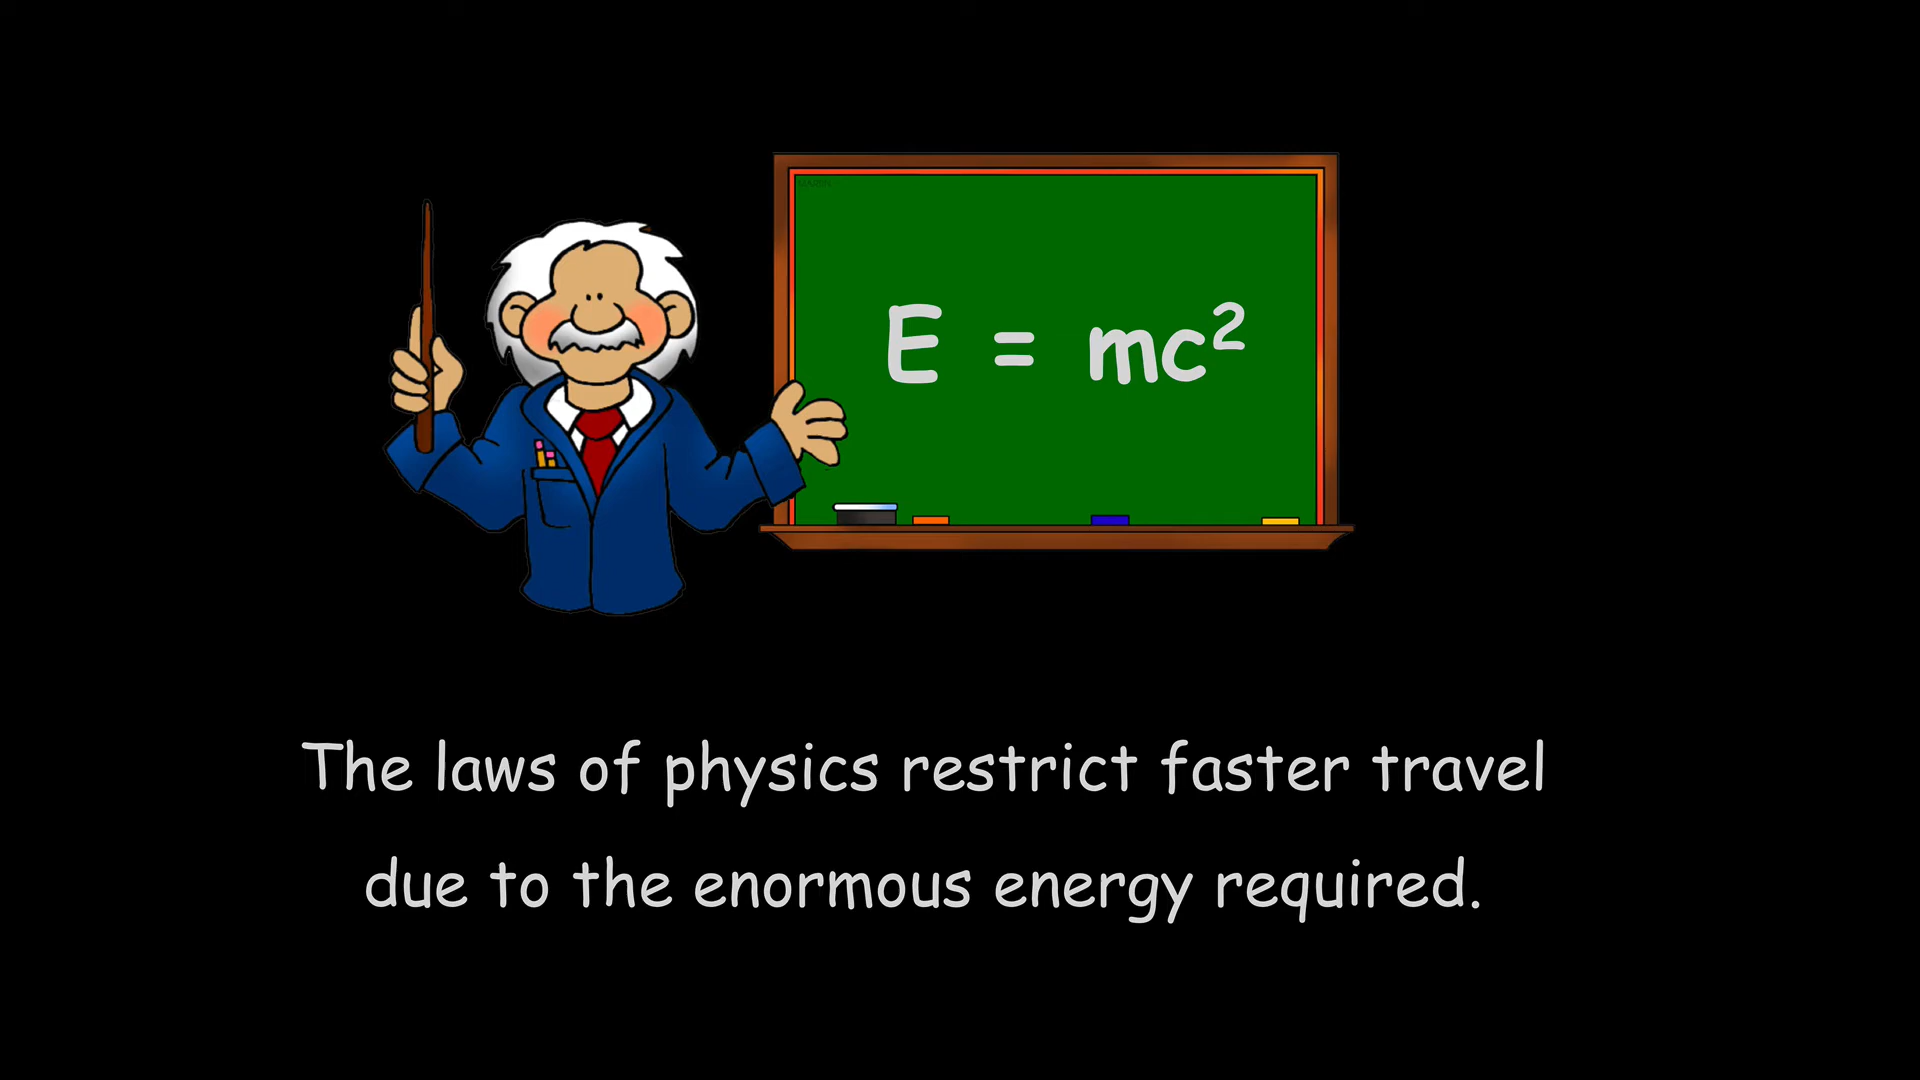 E = mc²
The laws of physics restrict faster travel
due to the enormous energy required.